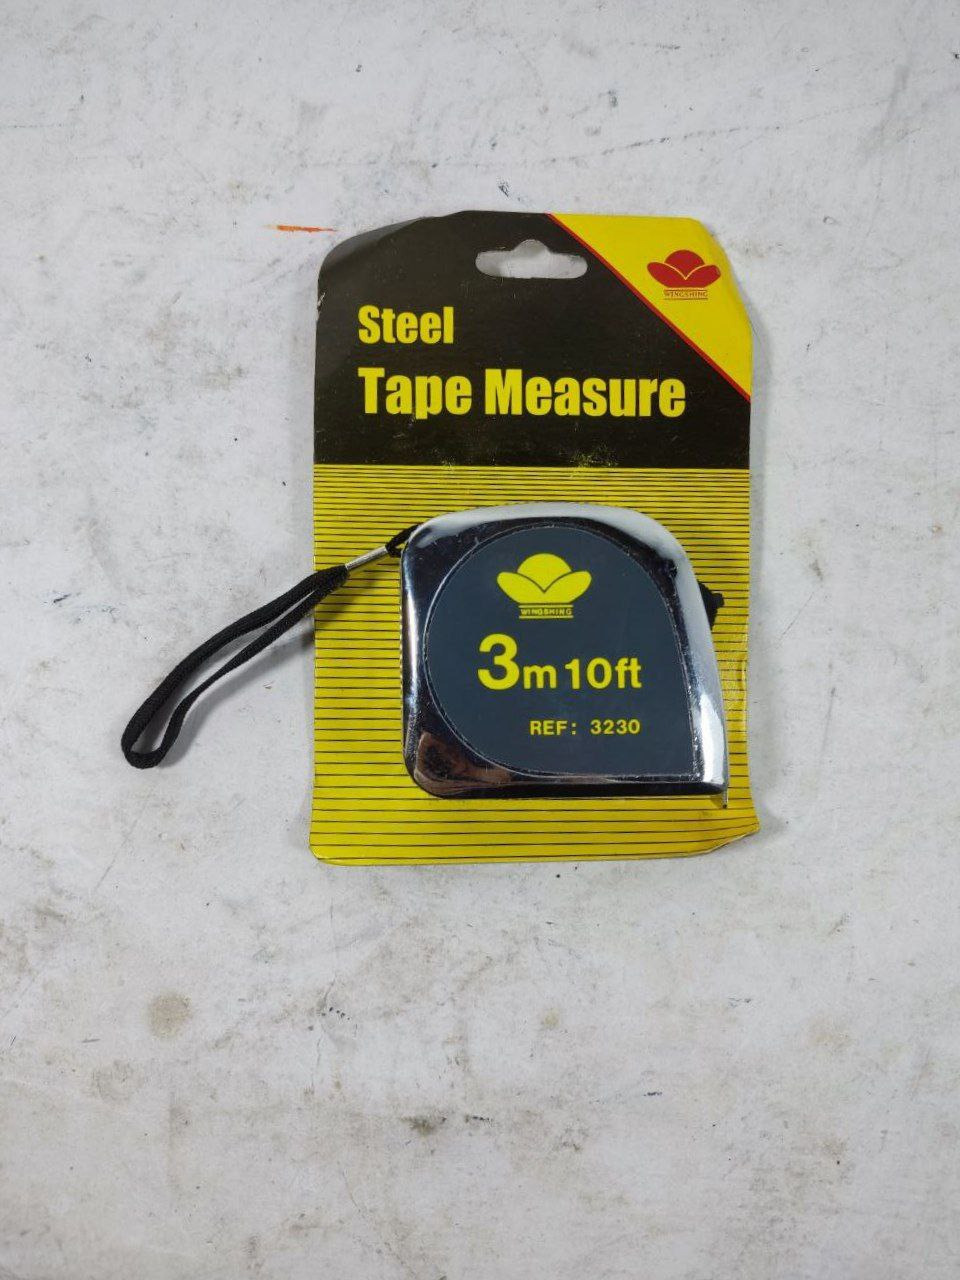 WINGSHING
Steel
Tape Measure
WINGSHING
3m 10ft
REF: 3230